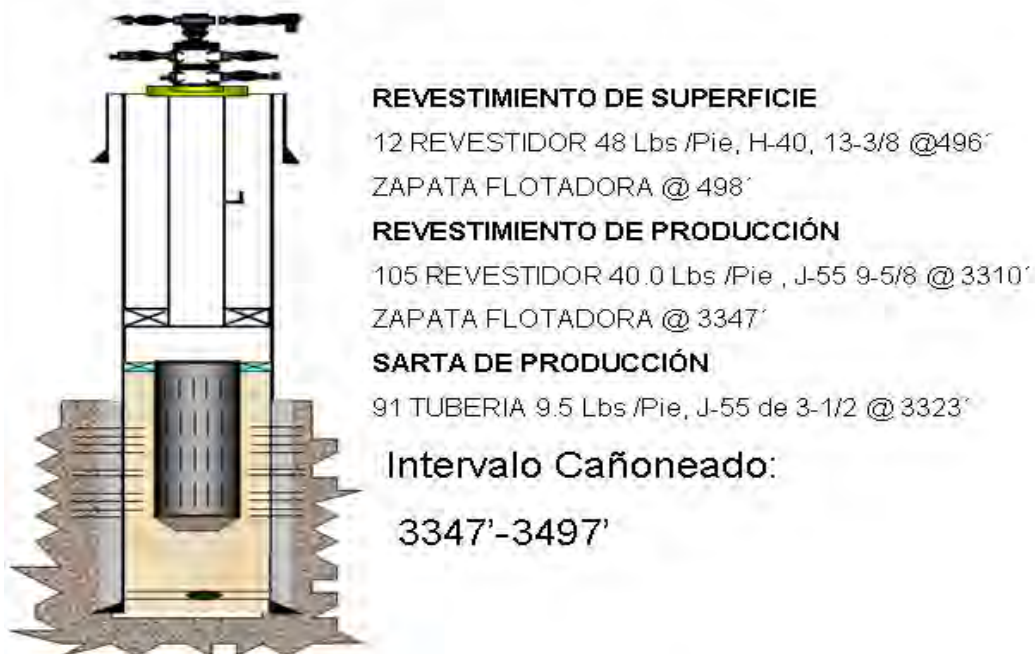 REVESTIMIENTO DE SUPERFICIE
12 REVESTIDOR 48 Lbs /Pie, H-40, 13-3/8 @496´
ZAPATA FLOTADORA @ 498´
REVESTIMIENTO DE PRODUCCIÓN
105 REVESTIDOR 40.0 Lbs /Pie , J-55 9-5/8 @ 3310´
ZAPATA FLOTADORA @ 3347´
SARTA DE PRODUCCIÓN
91 TUBERIA 9.5 Lbs /Pie, J-55 de 3-1/2 @ 3323´
Intervalo Cañoneado:
3347’-3497’